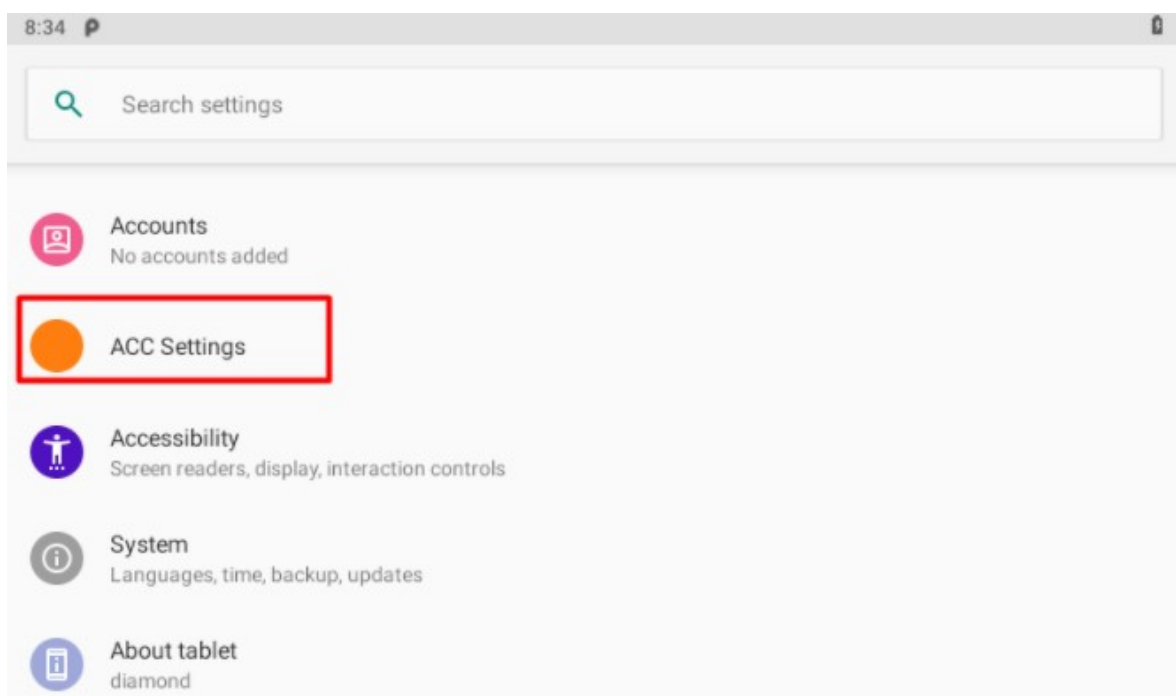 8:34
Search settings
Accounts
No accounts added
ACC Settings
Accessibility
Screen readers, display, interaction controls
System
Languages, time, backup, updates
About tablet
diamond